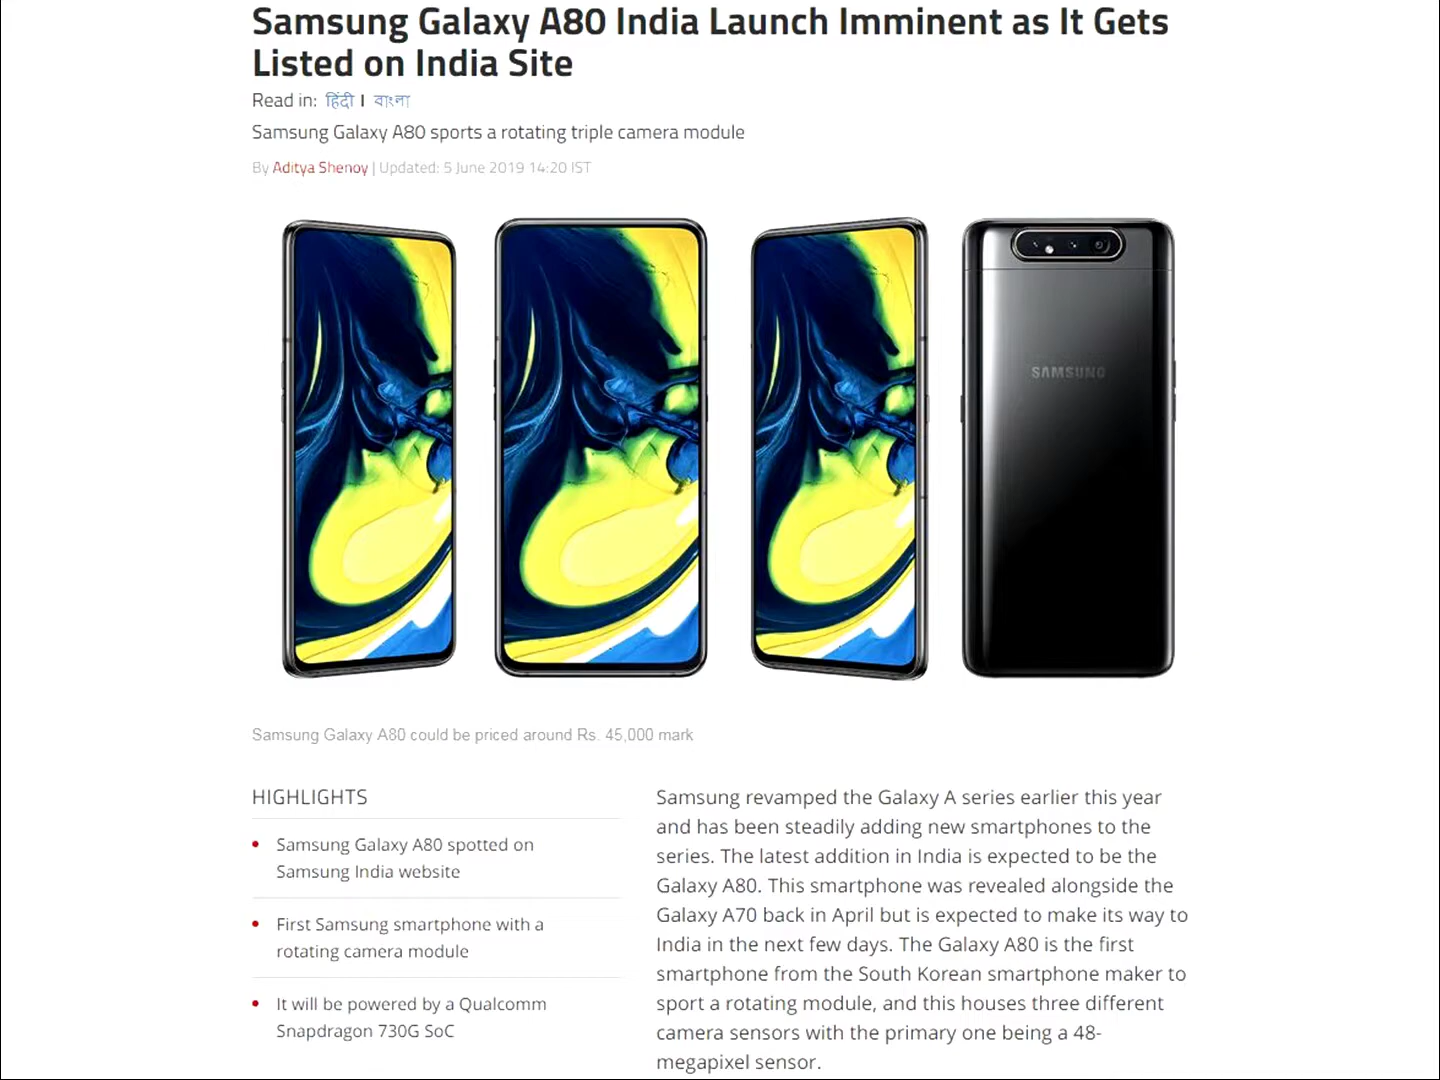 Samsung Galaxy A80 India Launch Imminent as It Gets
Listed on India Site
Read in: हिंदी | বাংলা
Samsung Galaxy A80 sports a rotating triple camera module
By Aditya Shenoy | Updated: 5 June 2019 14:20 IST
SAMSUNG
Samsung Galaxy A80 could be priced around Rs. 45,000 mark
HIGHLIGHTS
Samsung Galaxy A80 spotted on
Samsung India website
First Samsung smartphone with a
rotating camera module
It will be powered by a Qualcomm
Snapdragon 730G SoC
Samsung revamped the Galaxy A series earlier this year
and has been steadily adding new smartphones to the
series. The latest addition in India is expected to be the
Galaxy A80. This smartphone was revealed alongside the
Galaxy A70 back in April but is expected to make its way to
India in the next few days. The Galaxy A80 is the first
smartphone from the South Korean smartphone maker to
sport a rotating module, and this houses three different
camera sensors with the primary one being a 48-
megapixel sensor.